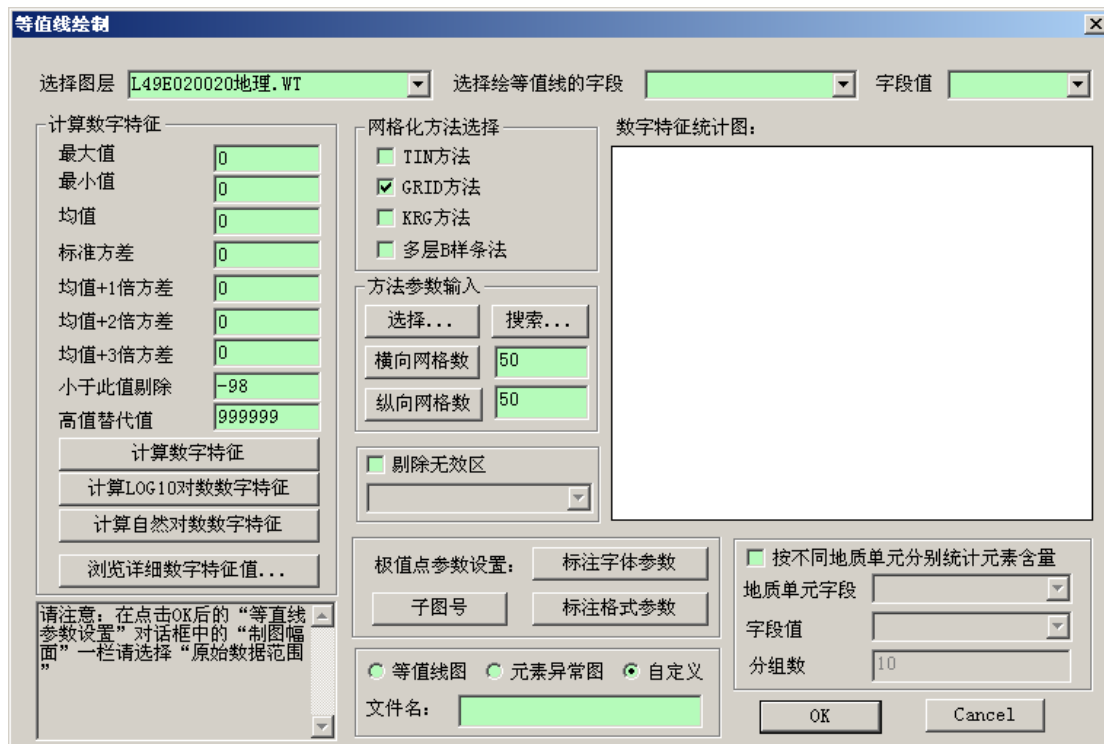 等值线绘制
选择图层 L49E020020地理.WT 选择绘等值线的字段 字段值
计算数字特征
最大值 0
最小值 0
均值 0
标准方差 0
均值+1倍方差 0
均值+2倍方差 0
均值+3倍方差 0
小于此值剔除 -98
高值替代值 999999
计算数字特征
计算LOG10对数数字特征
计算自然对数数字特征
浏览详细数字特征值...
请注意：在点击OK后的“等直线
参数设置”对话框中的“制图幅
面”一栏请选择“原始数据范围
”
网格化方法选择
TIN方法
GRID方法
KRG方法
多层B样条法
方法参数输入
选择... 搜索...
横向网格数 50
纵向网格数 50
剔除无效区
极值点参数设置： 标注字体参数
子图号 标注格式参数
等值线图 元素异常图 自定义
文件名：
数字特征统计图：
按不同地质单元分别统计元素含量
地质单元字段
字段值
分组数 10
OK Cancel